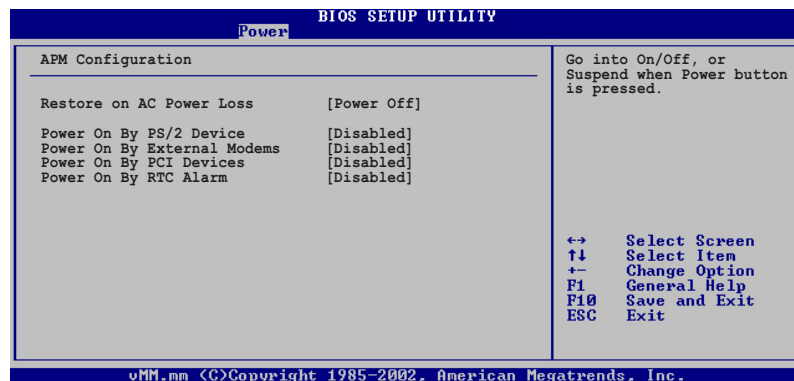 BIOS SETUP UTILITY
Power
APM Configuration
Restore on AC Power Loss [Power Off]
Power On By PS/2 Device [Disabled]
Power On By External Modems [Disabled]
Power On By PCI Devices [Disabled]
Power On By RTC Alarm [Disabled]
Go into On/Off, or
Suspend when Power button
is pressed.
←→ Select Screen
↑↓ Select Item
+- Change Option
F1 General Help
F10 Save and Exit
ESC Exit
vMM.mm (C)Copyright 1985-2002, American Megatrends, Inc.